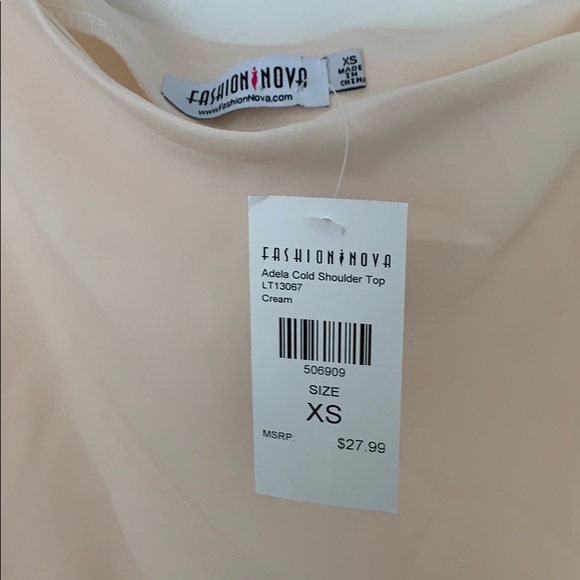 FASHION NOVA
www.FashionNova.com
XS
MADE
IN
CHINA
FASHION NOVA
Adela Cold Shoulder Top
LT13067
Cream
506909
SIZE
XS
MSRP: $27.99